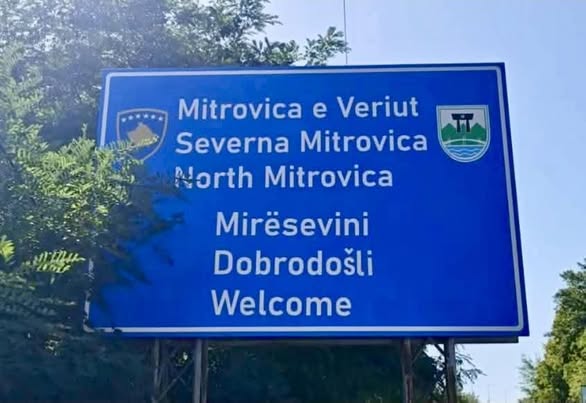 Mitrovica e Veriut
Severna Mitrovica
North Mitrovica
Mirësevini
Dobrodošli
Welcome